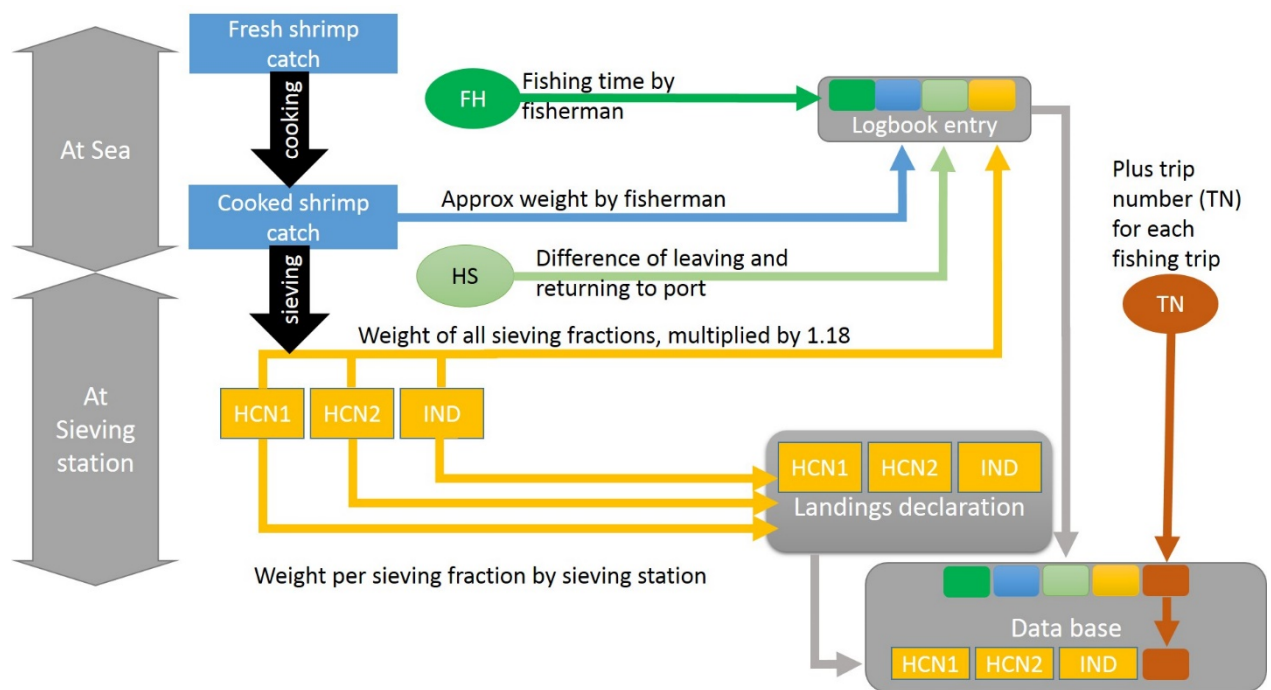 Fresh shrimp
catch
FH
Fishing time by
fisherman
Logbook entry
cooking
At Sea
Cooked shrimp
catch
Approx weight by fisherman
Plus trip
number (TN)
for each
fishing trip
HS
Difference of leaving and
returning to port
sieving
TN
Weight of all sieving fractions, multiplied by 1.18
HCN1
HCN2
IND
At
Sieving
station
HCN1
HCN2
IND
Landings declaration
Weight per sieving fraction by sieving station
Data base
HCN1
HCN2
IND